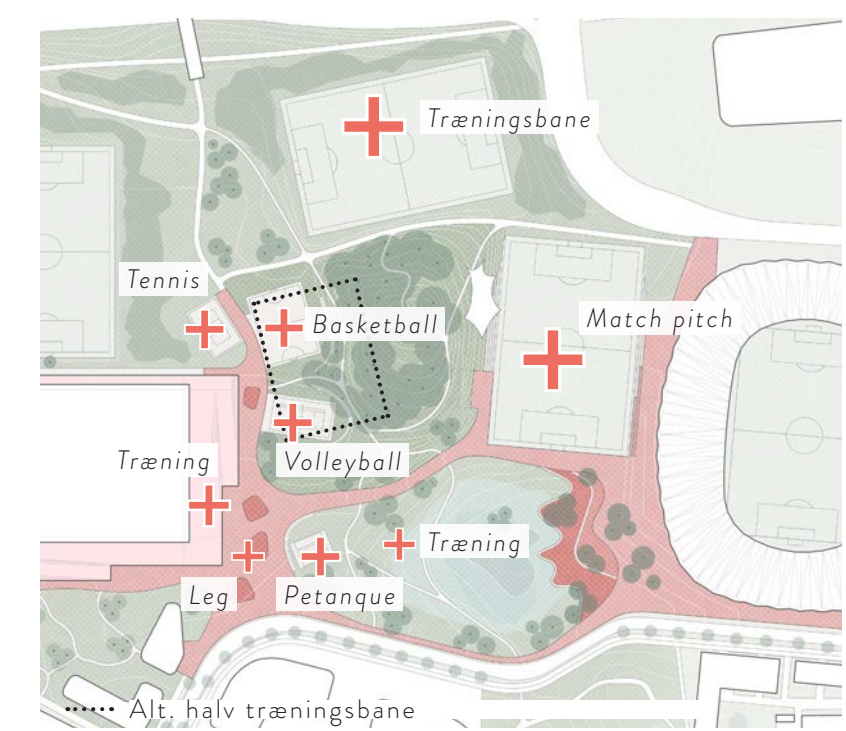 Træningsbane
Tennis
Basketball
Match pitch
Træning
Volleyball
Træning
Leg
Petanque
Alt. halv træningsbane